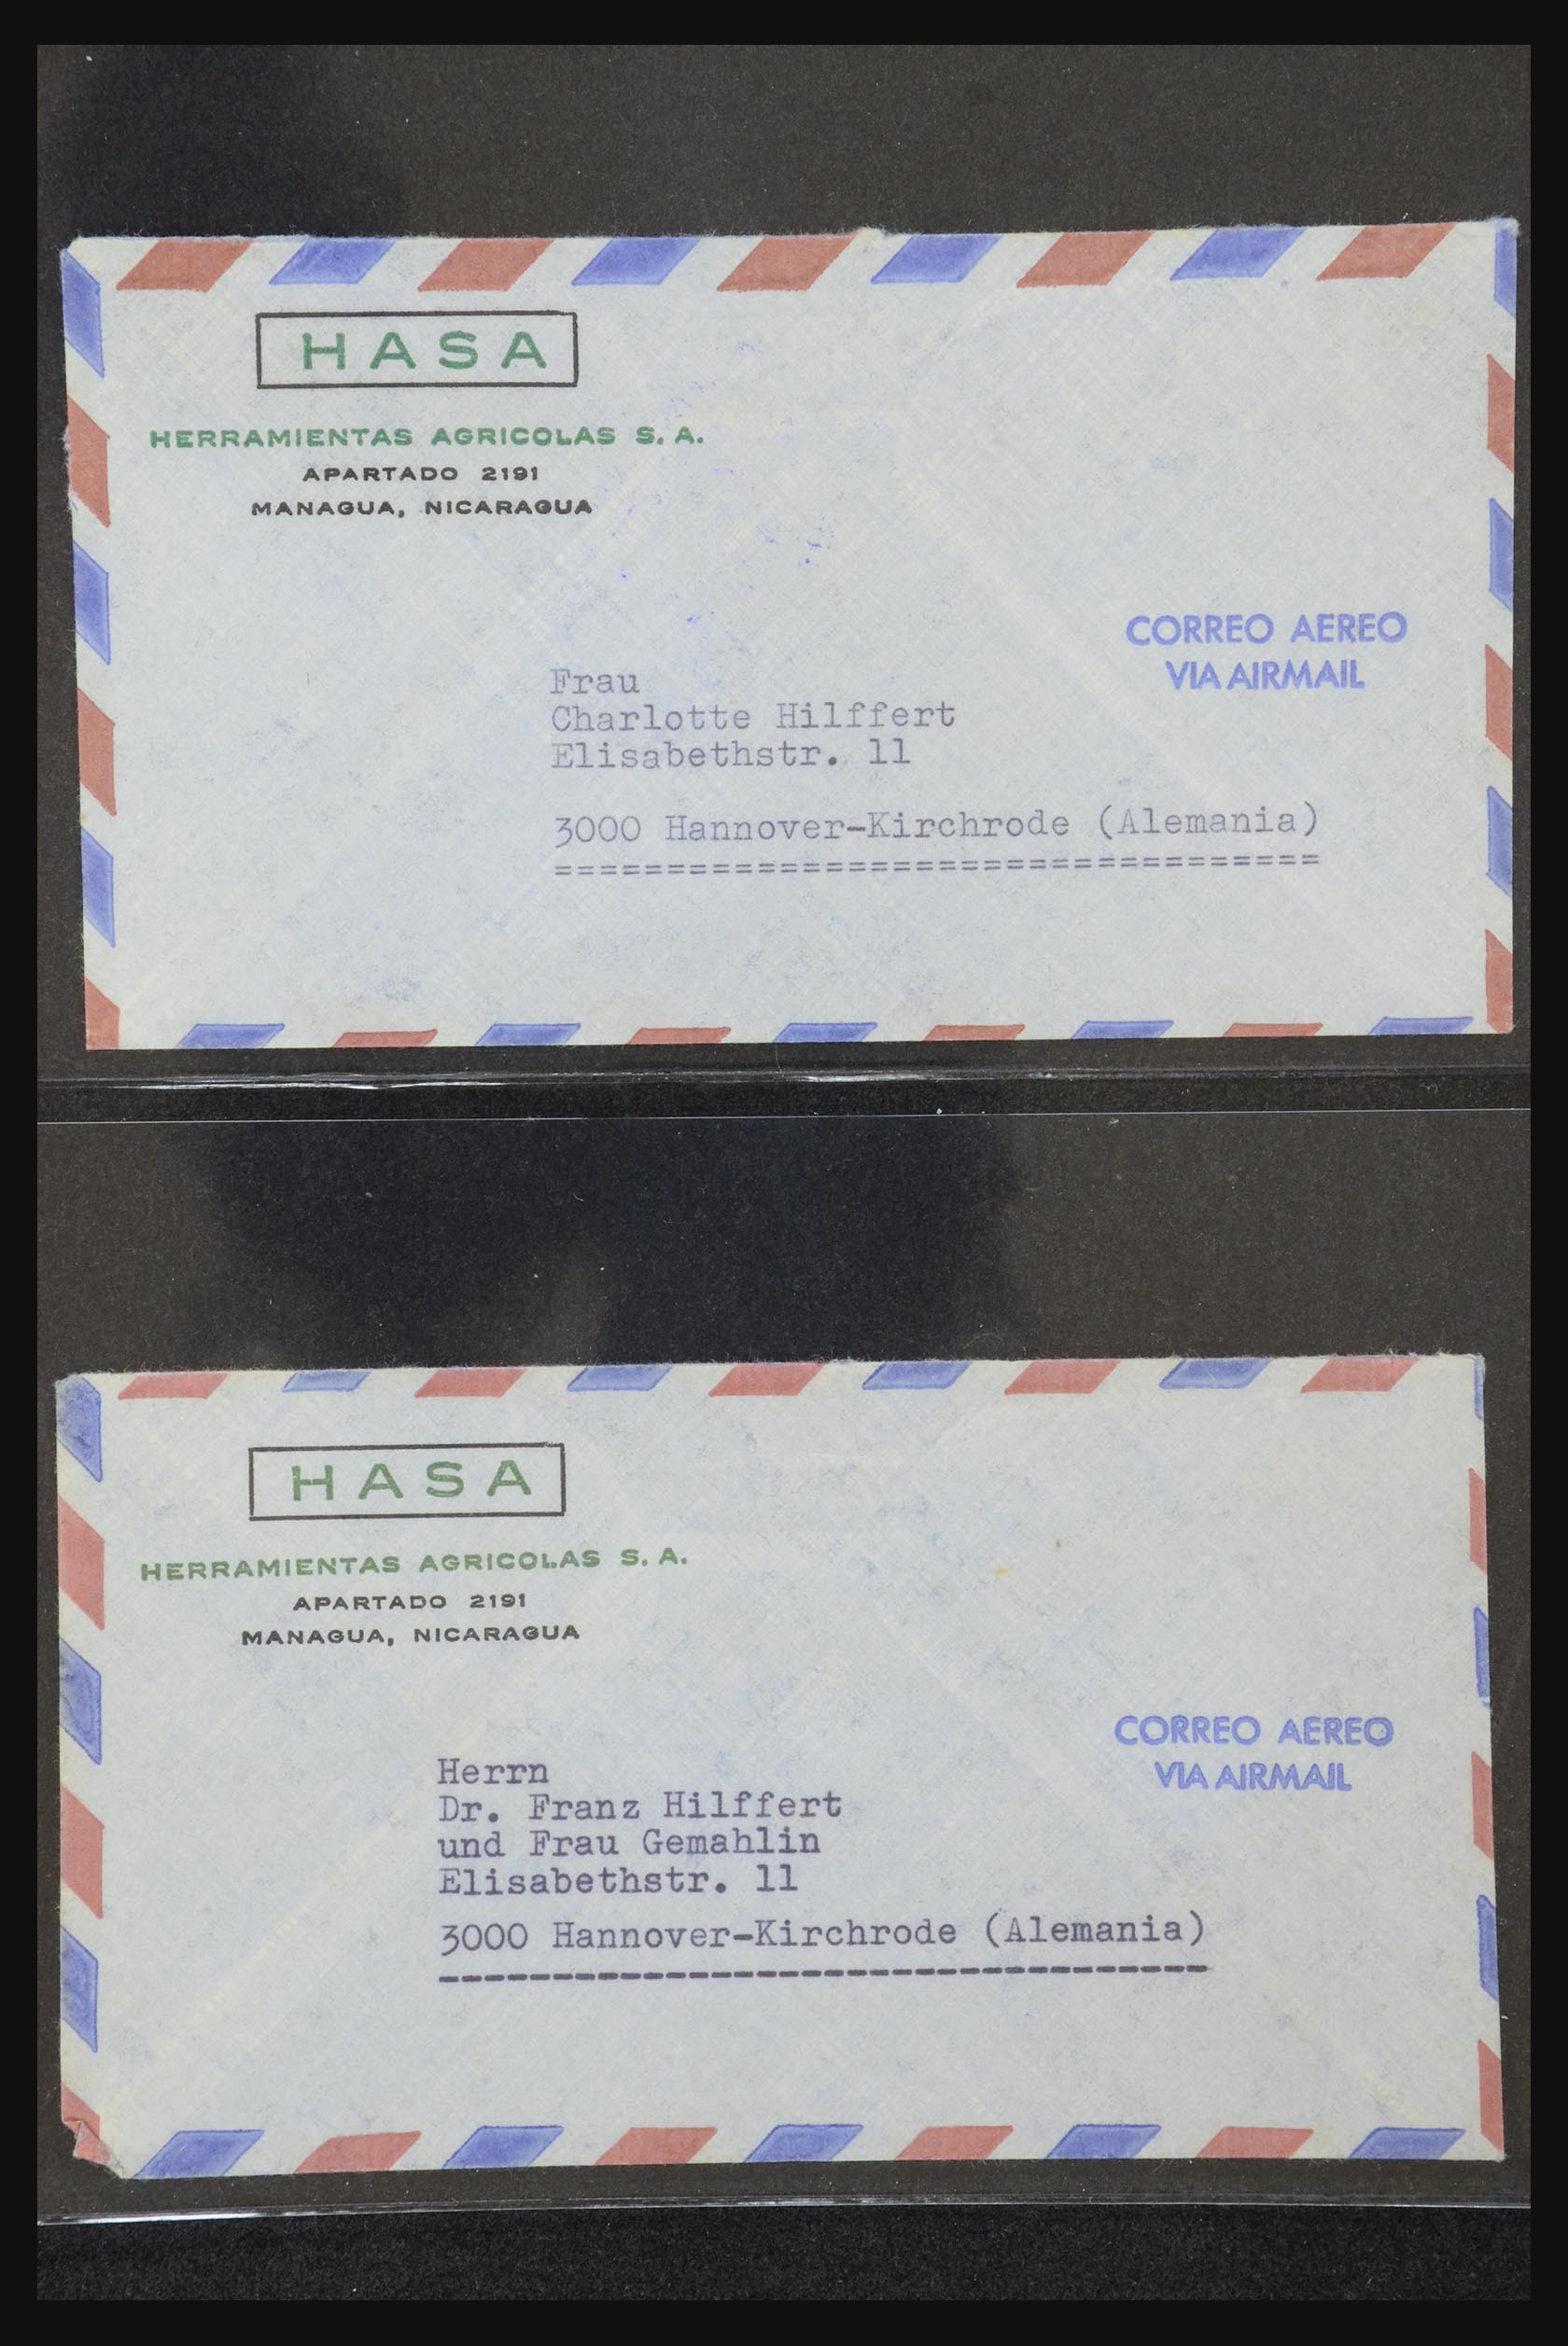 HASA
HERRAMIENTAS AGRICOLAS S. A.
APARTADO 2191
MANAGUA, NICARAGUA
CORREO AEREO
VIA AIRMAIL
Frau
Charlotte Hilffert
Elisabethstr. 11
3000 Hannover-Kirchrode (Alemania)
==================================
HASA
HERRAMIENTAS AGRICOLAS S. A.
APARTADO 2191
MANAGUA, NICARAGUA
CORREO AEREO
VIA AIRMAIL
Herrn
Dr. Franz Hilffert
und Frau Gemahlin
Elisabethstr. 11
3000 Hannover-Kirchrode (Alemania)
----------------------------------